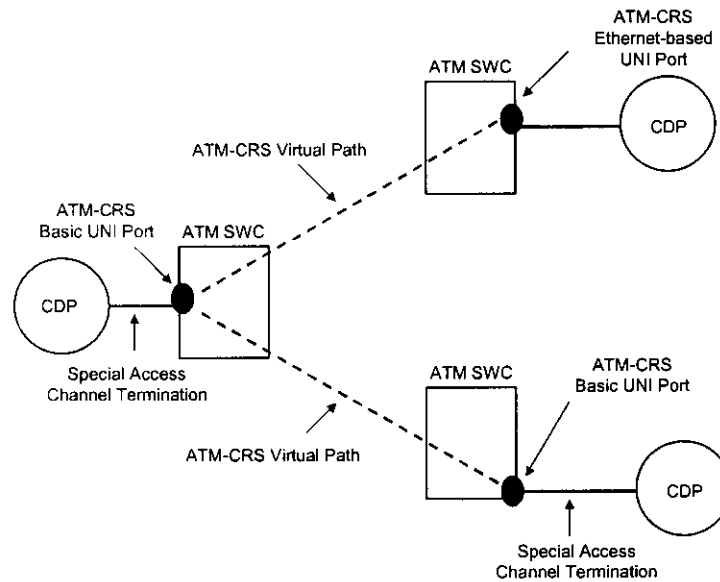 ATM-CRS
Ethernet-based
UNI Port
ATM SWC
CDP
ATM-CRS Virtual Path
ATM-CRS
Basic UNI Port
ATM SWC
CDP
Special Access
Channel Termination
ATM-CRS Virtual Path
ATM SWC
ATM-CRS
Basic UNI Port
CDP
Special Access
Channel Termination